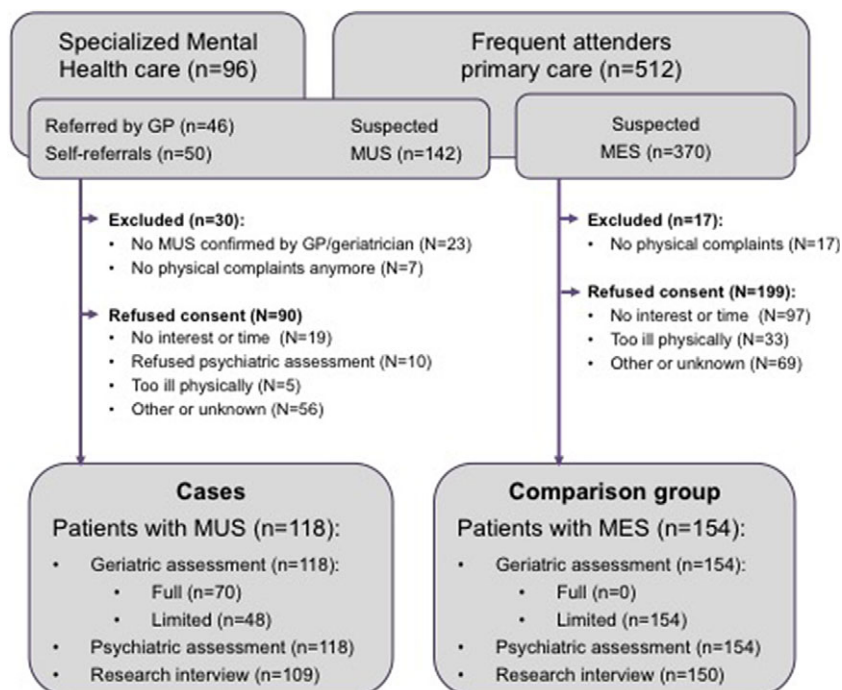 Specialized Mental
Health care (n=96)
Frequent attenders
primary care (n=512)
Referred by GP (n=46)
Self-referrals (n=50)
Suspected
MUS (n=142)
Suspected
MES (n=370)
Excluded (n=30):
• No MUS confirmed by GP/geriatrician (N=23)
• No physical complaints anymore (N=7)
Refused consent (N=90)
• No interest or time (N=19)
• Refused psychiatric assessment (N=10)
• Too ill physically (N=5)
• Other or unknown (N=56)
Excluded (n=17):
• No physical complaints (N=17)
Refused consent (N=199):
• No interest or time (N=97)
• Too ill physically (N=33)
• Other or unknown (N=69)
Cases
Patients with MUS (n=118):
• Geriatric assessment (n=118):
• Full (n=70)
• Limited (n=48)
• Psychiatric assessment (n=118)
• Research interview (n=109)
Comparison group
Patients with MES (n=154):
• Geriatric assessment (n=154):
• Full (n=0)
• Limited (n=154)
• Psychiatric assessment (n=154)
• Research interview (n=150)